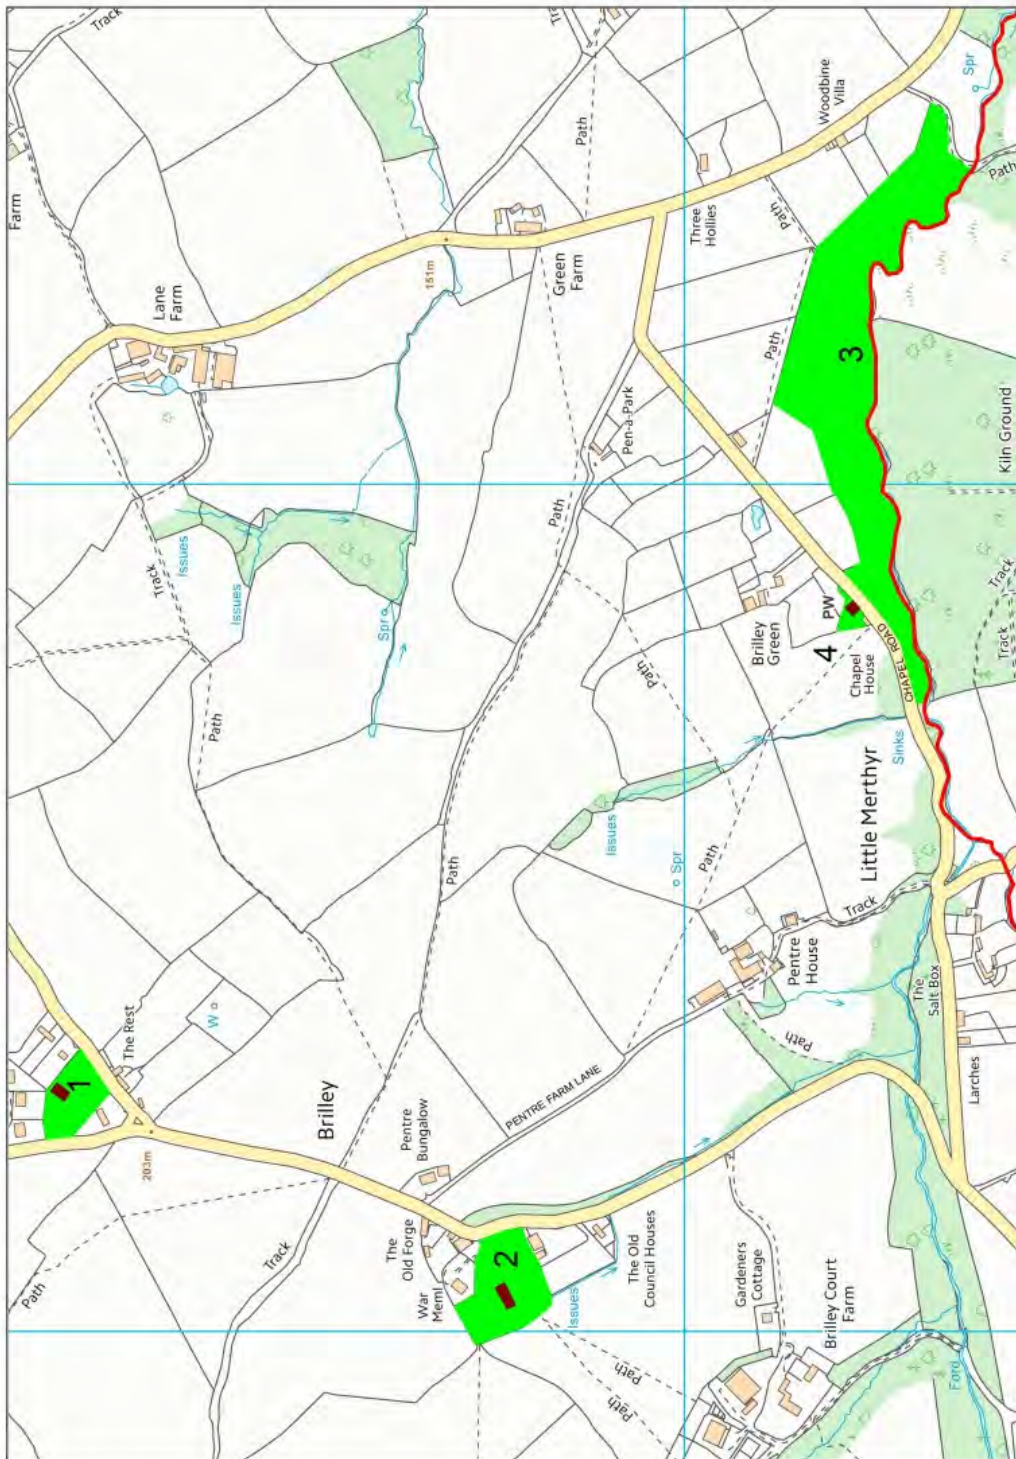 Track
Farm
Track
Path
Spr
Lane
Farm
Woodbine
Villa
Path
Path
Three
Hollies
151m
Green
Farm
Path
3
Path
Pen-a-Park
Kiln Ground
Track
Issues
Issues
Spr
Path
Path
Track
Track
PW
4
Brilley
Green
Chapel
House
CHAPEL ROAD
Path
Sinks
Little Merthyr
Issues
Path
Path
Spr
Track
Pentre
House
The
Salt Box
Path
Larches
W
The Rest
1
203m
Brilley
Pentre
Bungalow
PENTRE FARM LANE
The
Old Forge
War
Meml
2
Track
Path
Issues
The Old
Council Houses
Gardeners
Cottage
Brilley Court
Farm
Path
Path
Ford